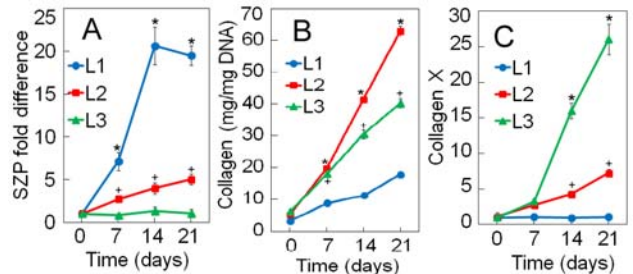 A
SZP fold difference
25
20
15
10
5
0
L1
L2
L3
*
*
*
+
+
+
0 7 14 21
Time (days)
B
Collagen (mg/mg DNA)
70
60
50
40
30
20
10
0
L1
L2
L3
*
*
*
+
+
+
0 7 14 21
Time (days)
C
Collagen X
30
25
20
15
10
5
0
L1
L2
L3
*
*
+
+
0 7 14 21
Time (days)